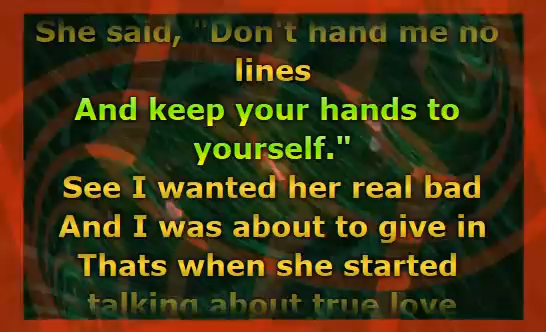 She said, "Don't hand me no
lines
And keep your hands to
yourself."
See I wanted her real bad
And I was about to give in
Thats when she started
talking about true love